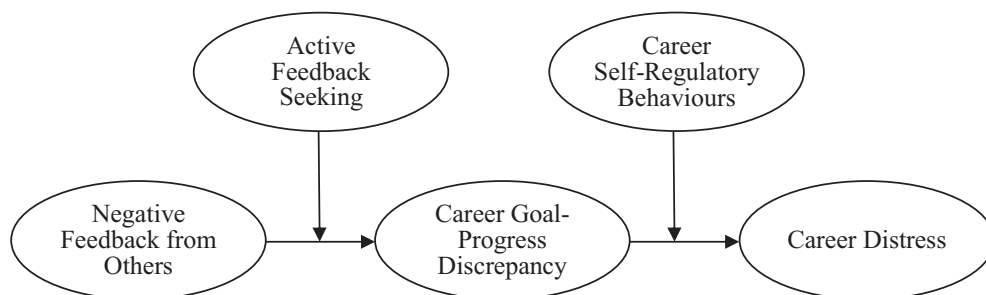 Active
Feedback
Seeking
Career
Self-Regulatory
Behaviours
Negative
Feedback from
Others
Career Goal-
Progress
Discrepancy
Career Distress